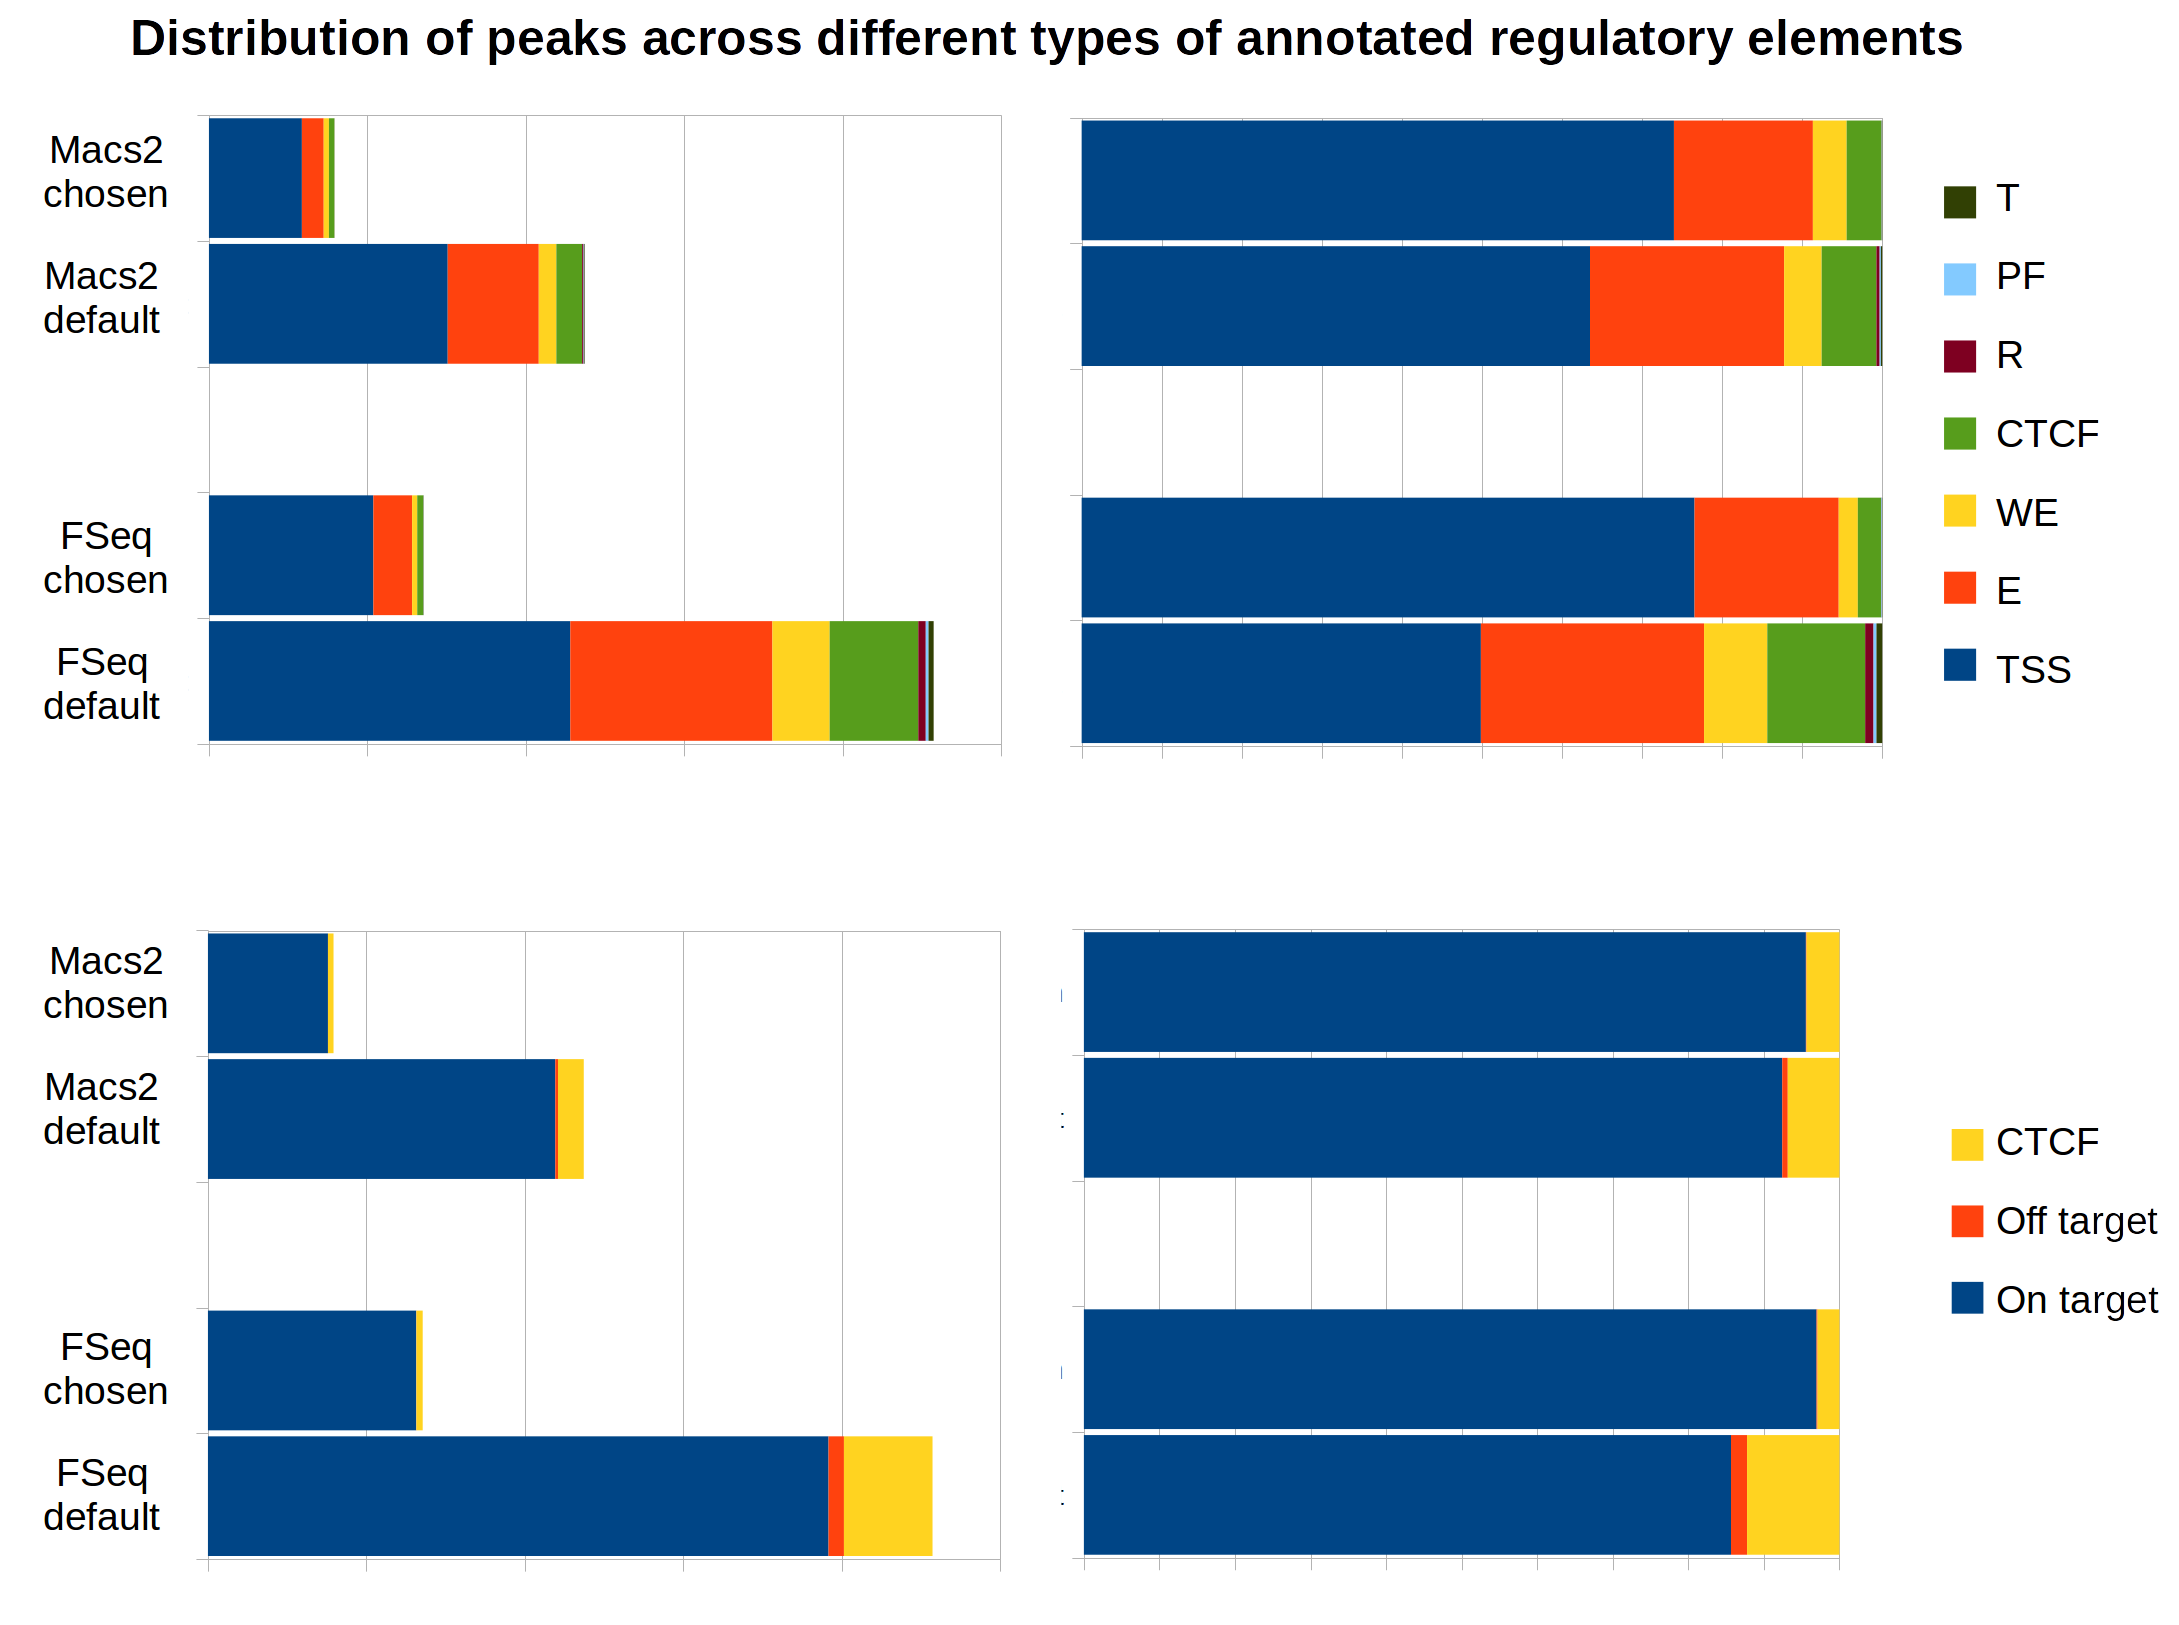 Distribution of peaks across different types of annotated regulatory elements
Macs2
chosen
Macs2
default
FSeq
chosen
FSeq
default
T
PF
R
CTCF
WE
E
TSS
Macs2
chosen
Macs2
default
FSeq
chosen
FSeq
default
CTCF
Off target
On target